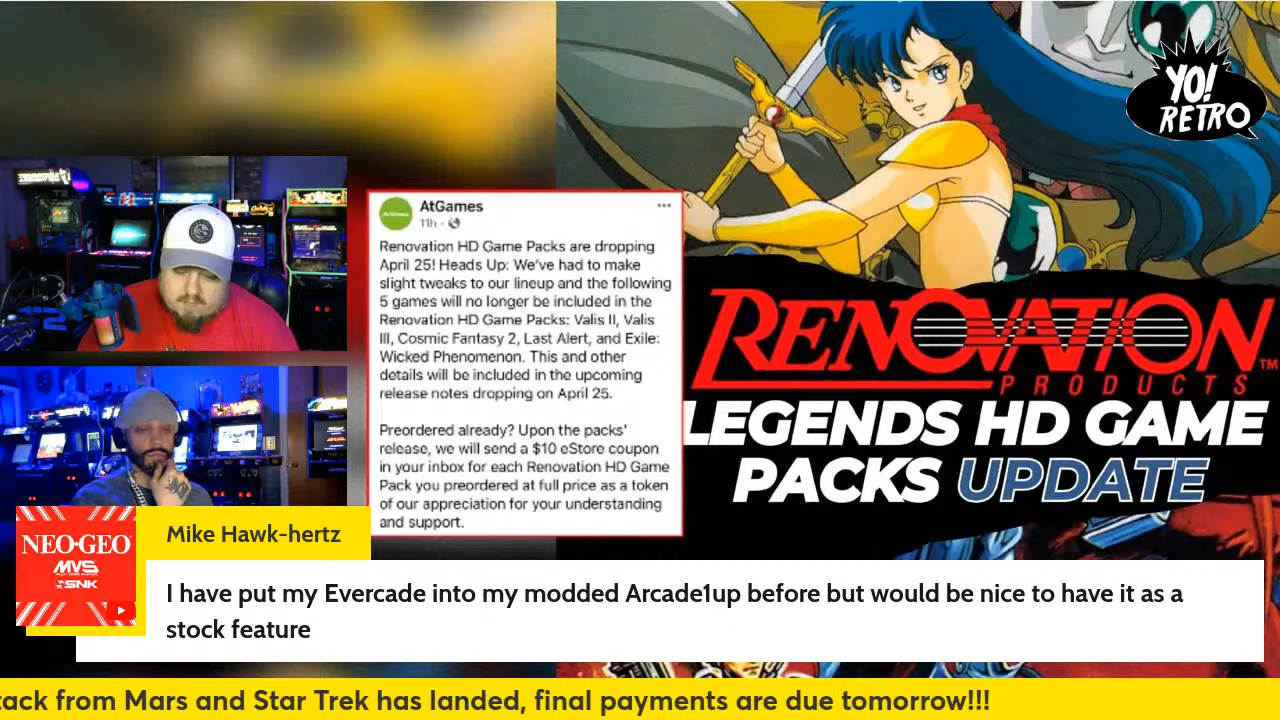 YO!
RETRO
AtGames
11h
Renovation HD Game Packs are dropping
April 25! Heads Up: We've had to make
slight tweaks to our lineup and the following
5 games will no longer be included in the
Renovation HD Game Packs: Valis II, Valis
III, Cosmic Fantasy 2, Last Alert, and Exile:
Wicked Phenomenon. This and other
details will be included in the upcoming
release notes dropping on April 25.
Preordered already? Upon the packs'
release, we will send a $10 eStore coupon
in your inbox for each Renovation HD Game
Pack you preordered at full price as a token
of our appreciation for your understanding
and support.
RENOVATION™
PRODUCTS
LEGENDS HD GAME
PACKS UPDATE
NEO·GEO
MVS
SNK
Mike Hawk-hertz
I have put my Evercade into my modded Arcade1up before but would be nice to have it as a
stock feature
tack from Mars and Star Trek has landed, final payments are due tomorrow!!!